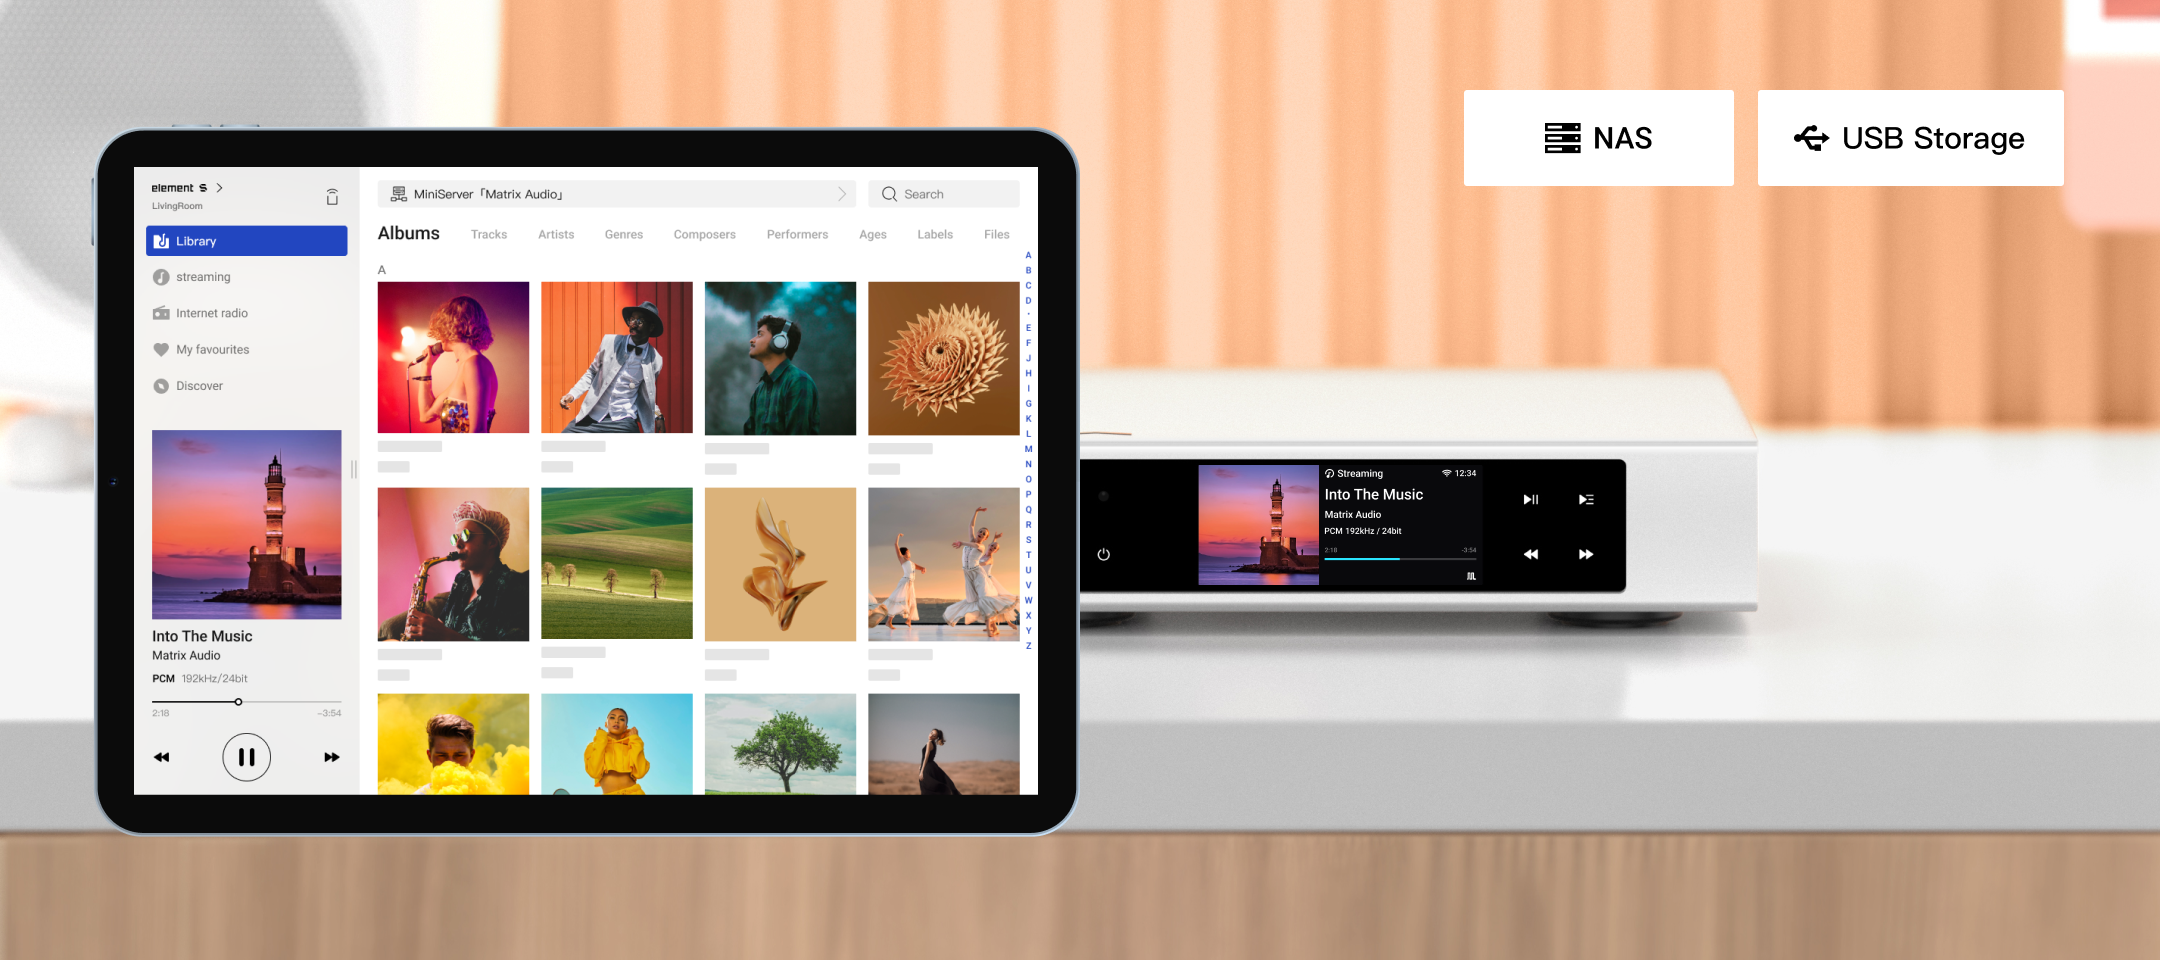 element S
LivingRoom
Library
streaming
Internet radio
My favourites
Discover
Into The Music
Matrix Audio
PCM 192kHz/24bit
2:18 -3:54
MiniServer「Matrix Audio」
Search
Albums Tracks Artists Genres Composers Performers Ages Labels Files
A
A
B
C
D
E
F
J
H
I
G
K
L
M
N
O
P
Q
R
S
T
U
V
W
X
Y
Z
NAS
USB Storage
Streaming 12:34
Into The Music
Matrix Audio
PCM 192kHz / 24bit
2:18 -3:54